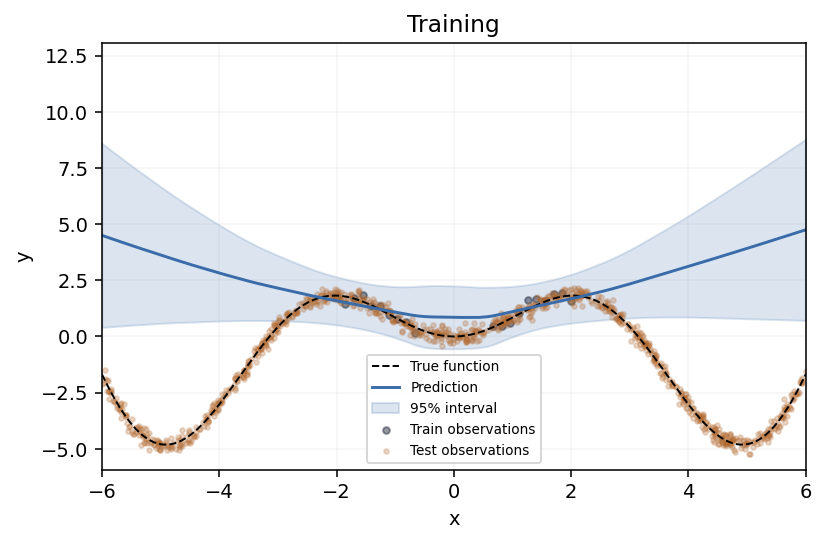 Training
12.5
10.0
7.5
5.0
2.5
0.0
−2.5
−5.0
y
True function
Prediction
95% interval
Train observations
Test observations
−6 −4 −2 0 2 4 6
x